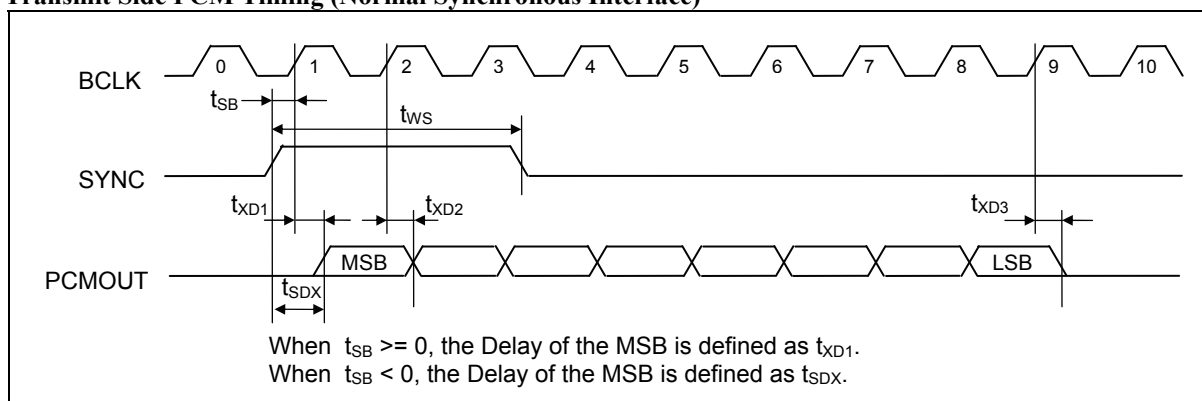 Transmit Side PCM Timing (Normal Synchronous Interface)
BCLK
0 1 2 3 4 5 6 7 8 9 10
tSB
tWS
SYNC
tXD1 tXD2 tXD3
PCMOUT
MSB LSB
tSDX
When tSB >= 0, the Delay of the MSB is defined as tXD1.
When tSB < 0, the Delay of the MSB is defined as tSDX.